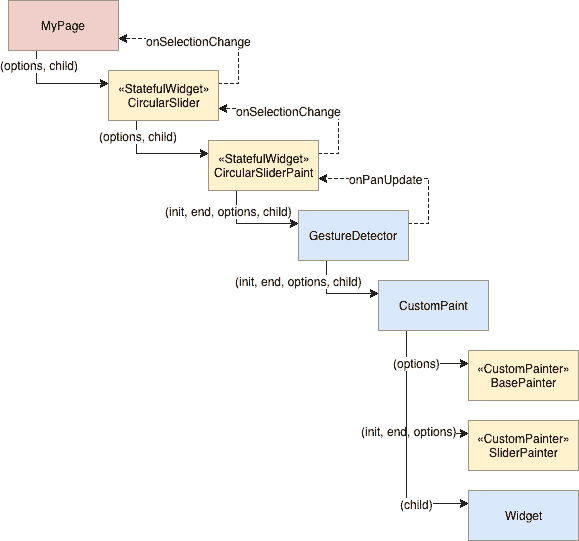 MyPage
onSelectionChange
(options, child)
«StatefulWidget»
CircularSlider
onSelectionChange
(options, child)
«StatefulWidget»
CircularSliderPaint
onPanUpdate
(init, end, options, child)
GestureDetector
(init, end, options, child)
CustomPaint
(options)
«CustomPainter»
BasePainter
(init, end, options)
«CustomPainter»
SliderPainter
(child)
Widget